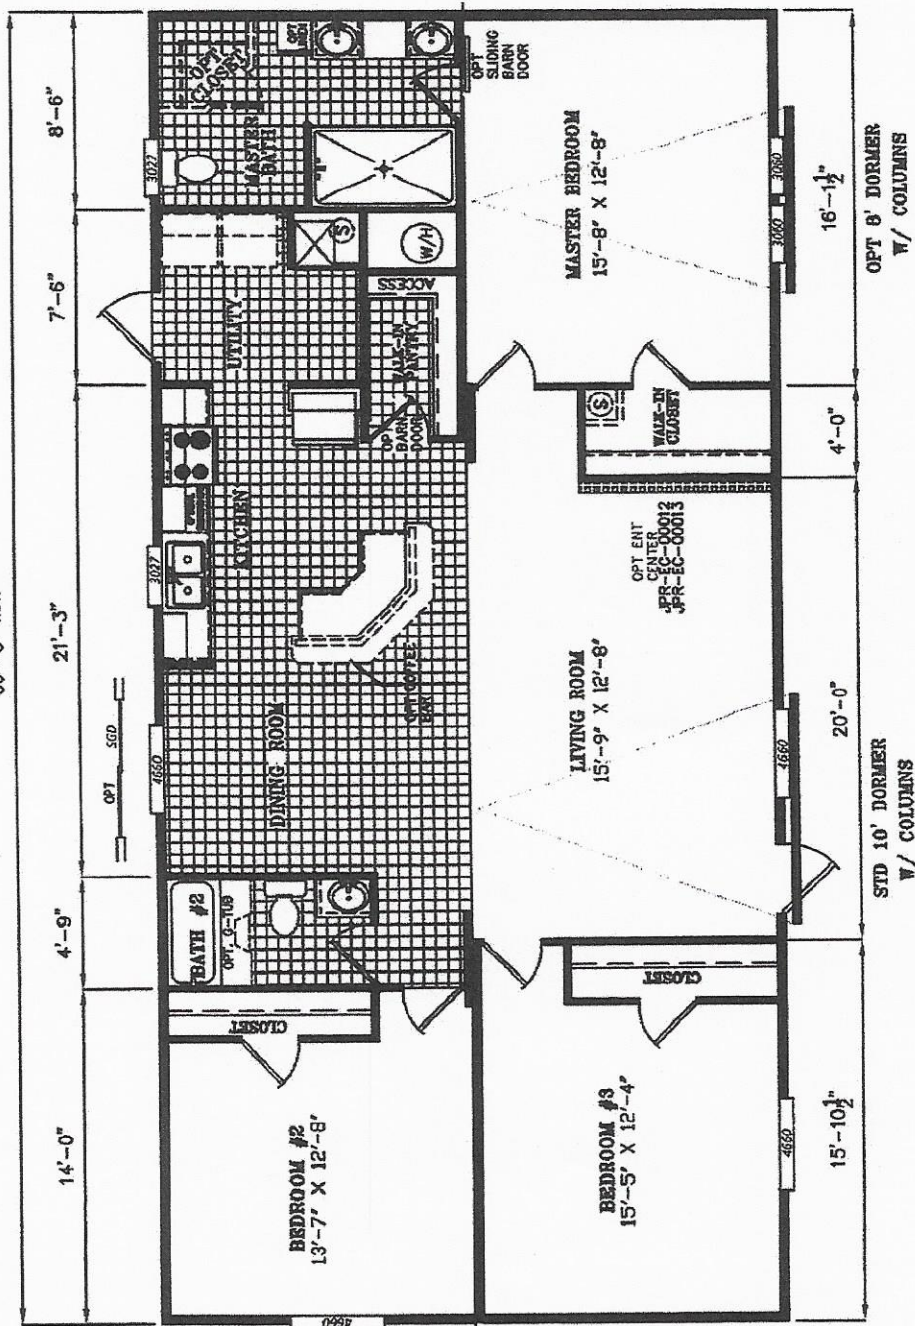 14'-0"
4'-9"
21'-3"
7'-6"
8'-6"
OPT
SGD
4660
3022
3022
BATH #2
OPT. G-TUB
CLOSET
BEDROOM #2
13'-7" X 12'-8"
4660
DINING ROOM
OPT COFFEE
BAR
KITCHEN
UTILITY
S
W/H
ACCESS
WALK-IN
PANTRY
OPT
BARN
DOOR
MASTER
BATH
OPT
CLOSET
OPT
SLIDING
BARN
DOOR
BEDROOM #3
15'-5" X 12'-4"
CLOSET
4660
LIVING ROOM
15'-9" X 12'-8"
4660
OPT ENT
CENTER
JPR-EC-00012
JPR-EC-00013
S
WALK-IN
CLOSET
MASTER BEDROOM
15'-8" X 12'-8"
3060
3060
15'-10½"
20'-0"
4'-0"
16'-1½"
STD 10' DORMER
W/ COLUMNS
OPT 8' DORMER
W/ COLUMNS